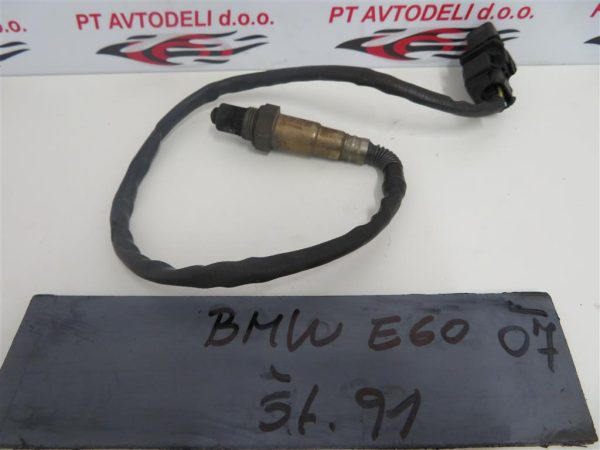 PT AVTODELI d.o.o. PT AVTODELI d.o.o.
BMW E60 07
Št. 91